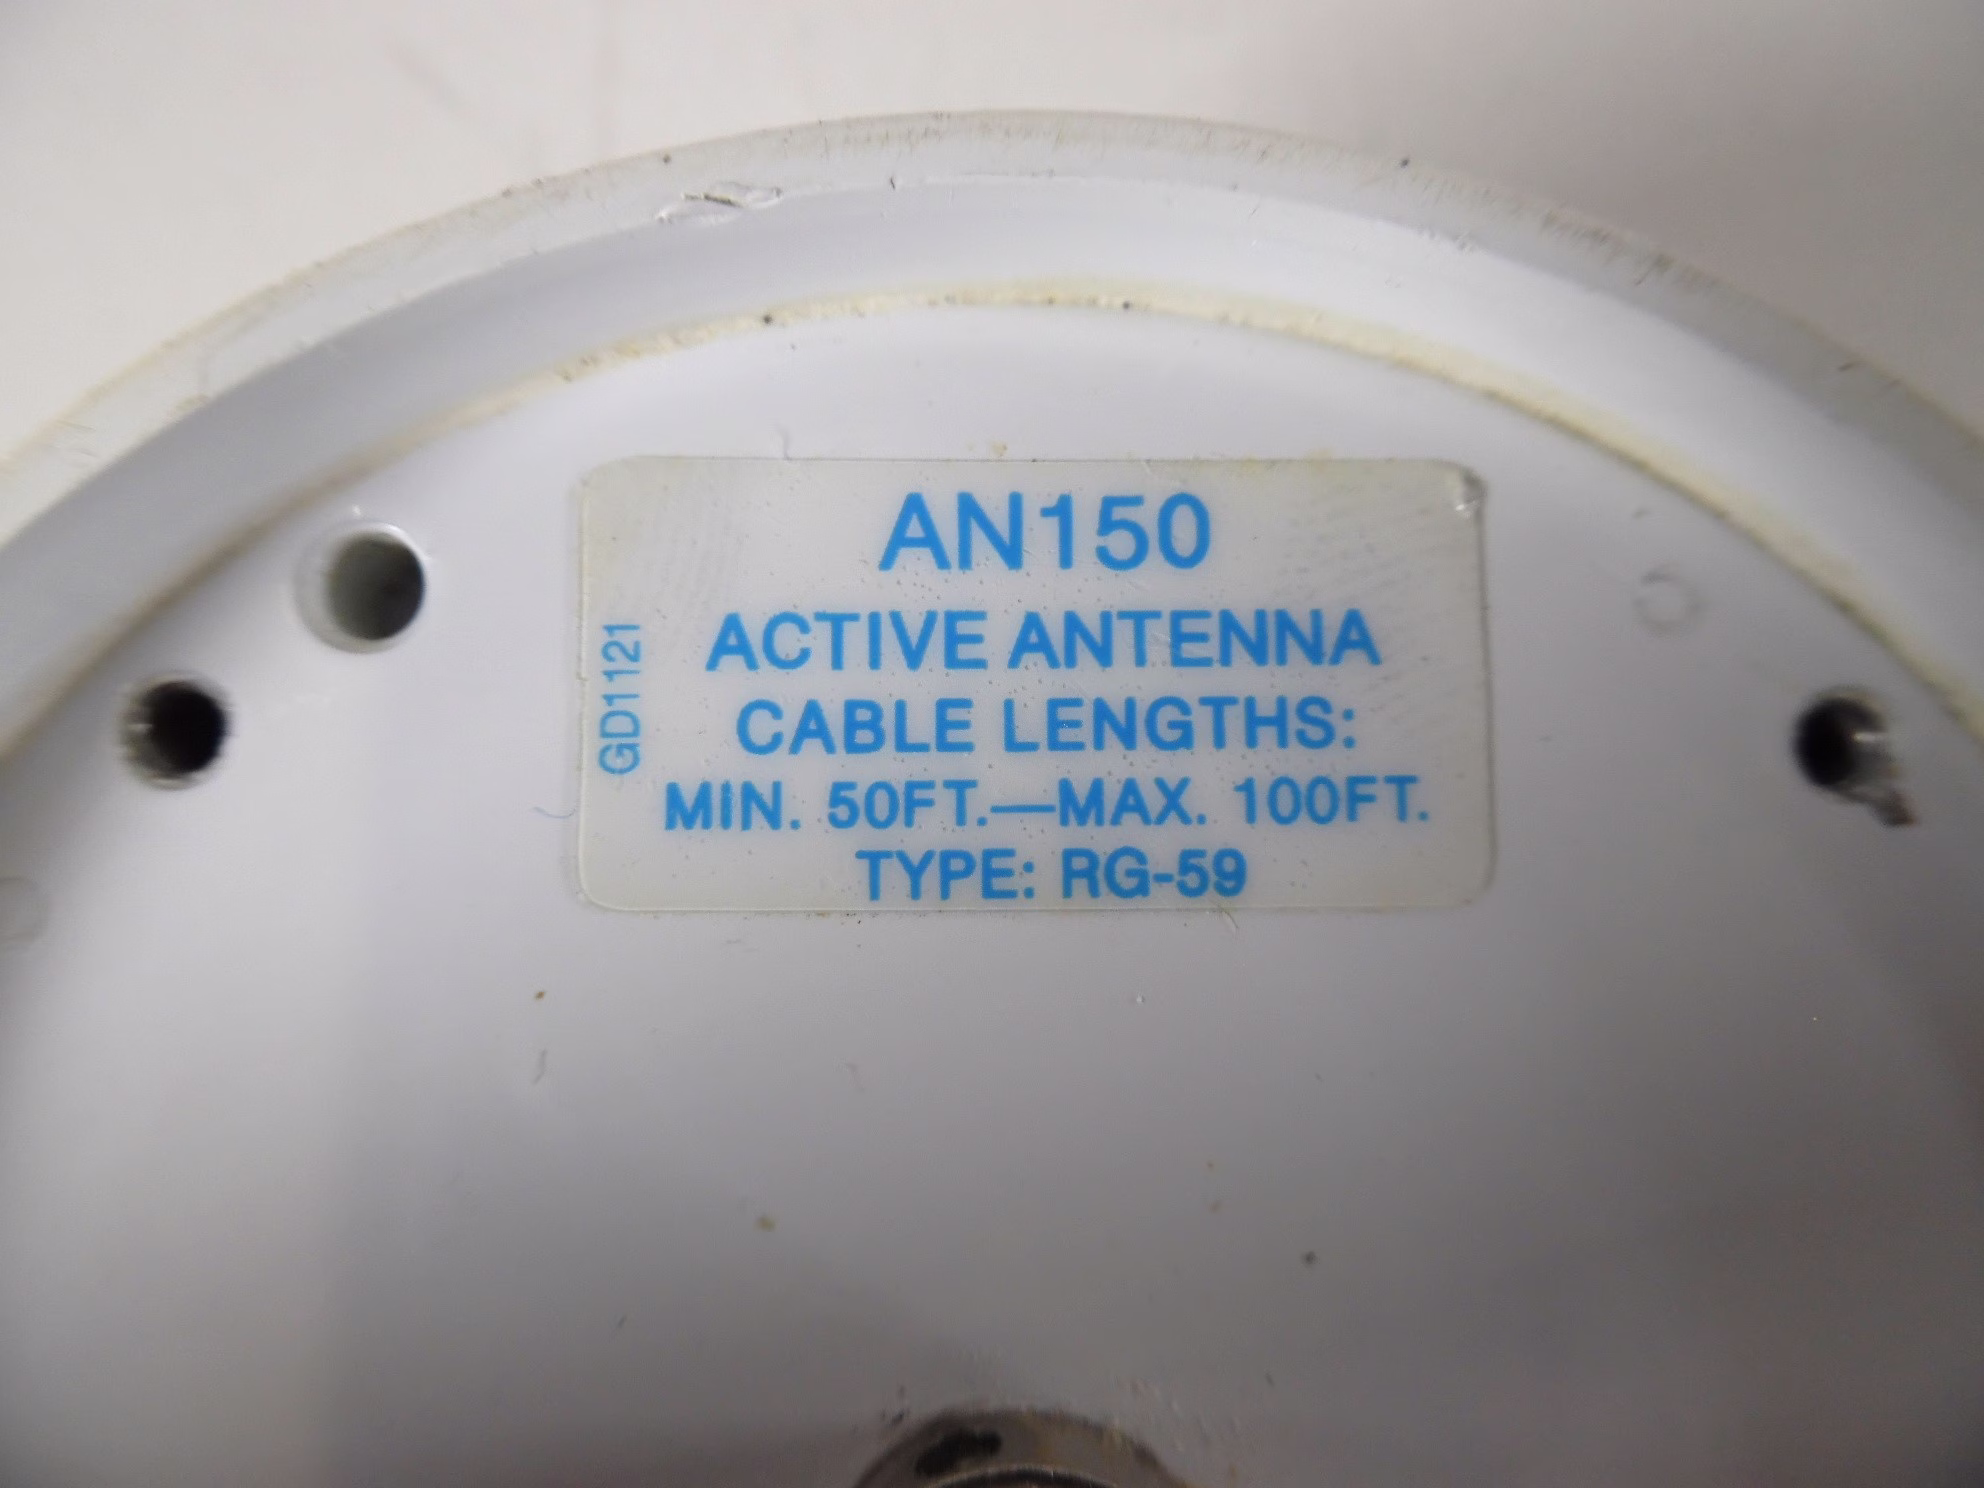 AN150
ACTIVE ANTENNA
CABLE LENGTHS:
MIN. 50FT.—MAX. 100FT.
TYPE: RG-59
GD1121